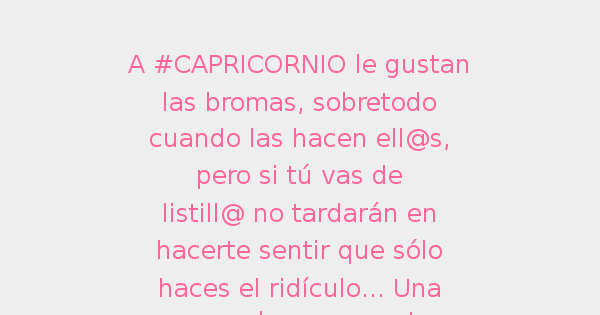 A #CAPRICORNIO le gustan
las bromas, sobretodo
cuando las hacen ell@s,
pero si tú vas de
listill@ no tardarán en
hacerte sentir que sólo
haces el ridículo... Una